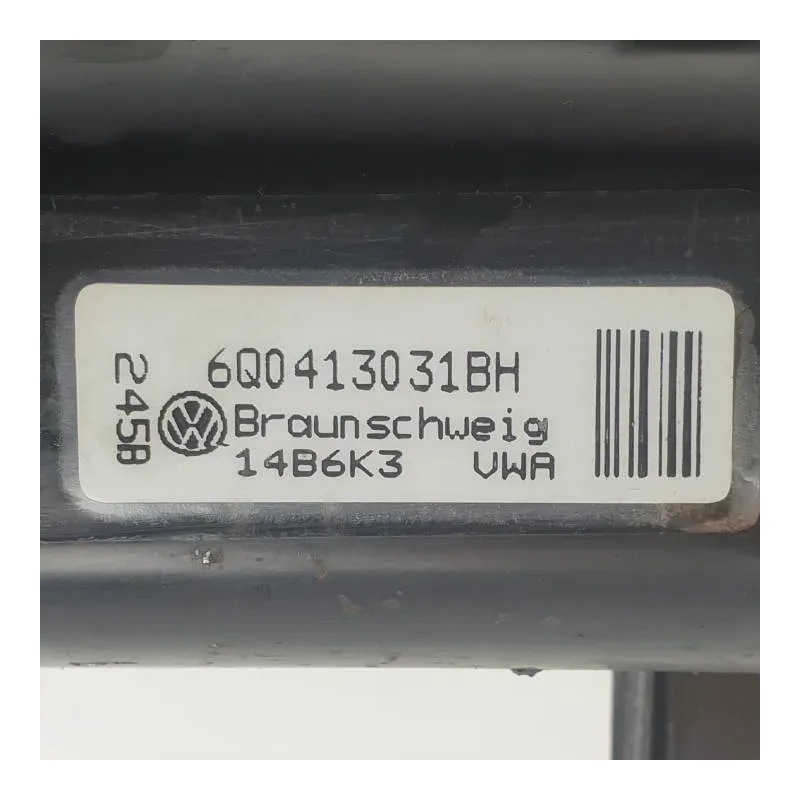 245B
6Q0413031BH
Braunschweig
14B6K3 VWA